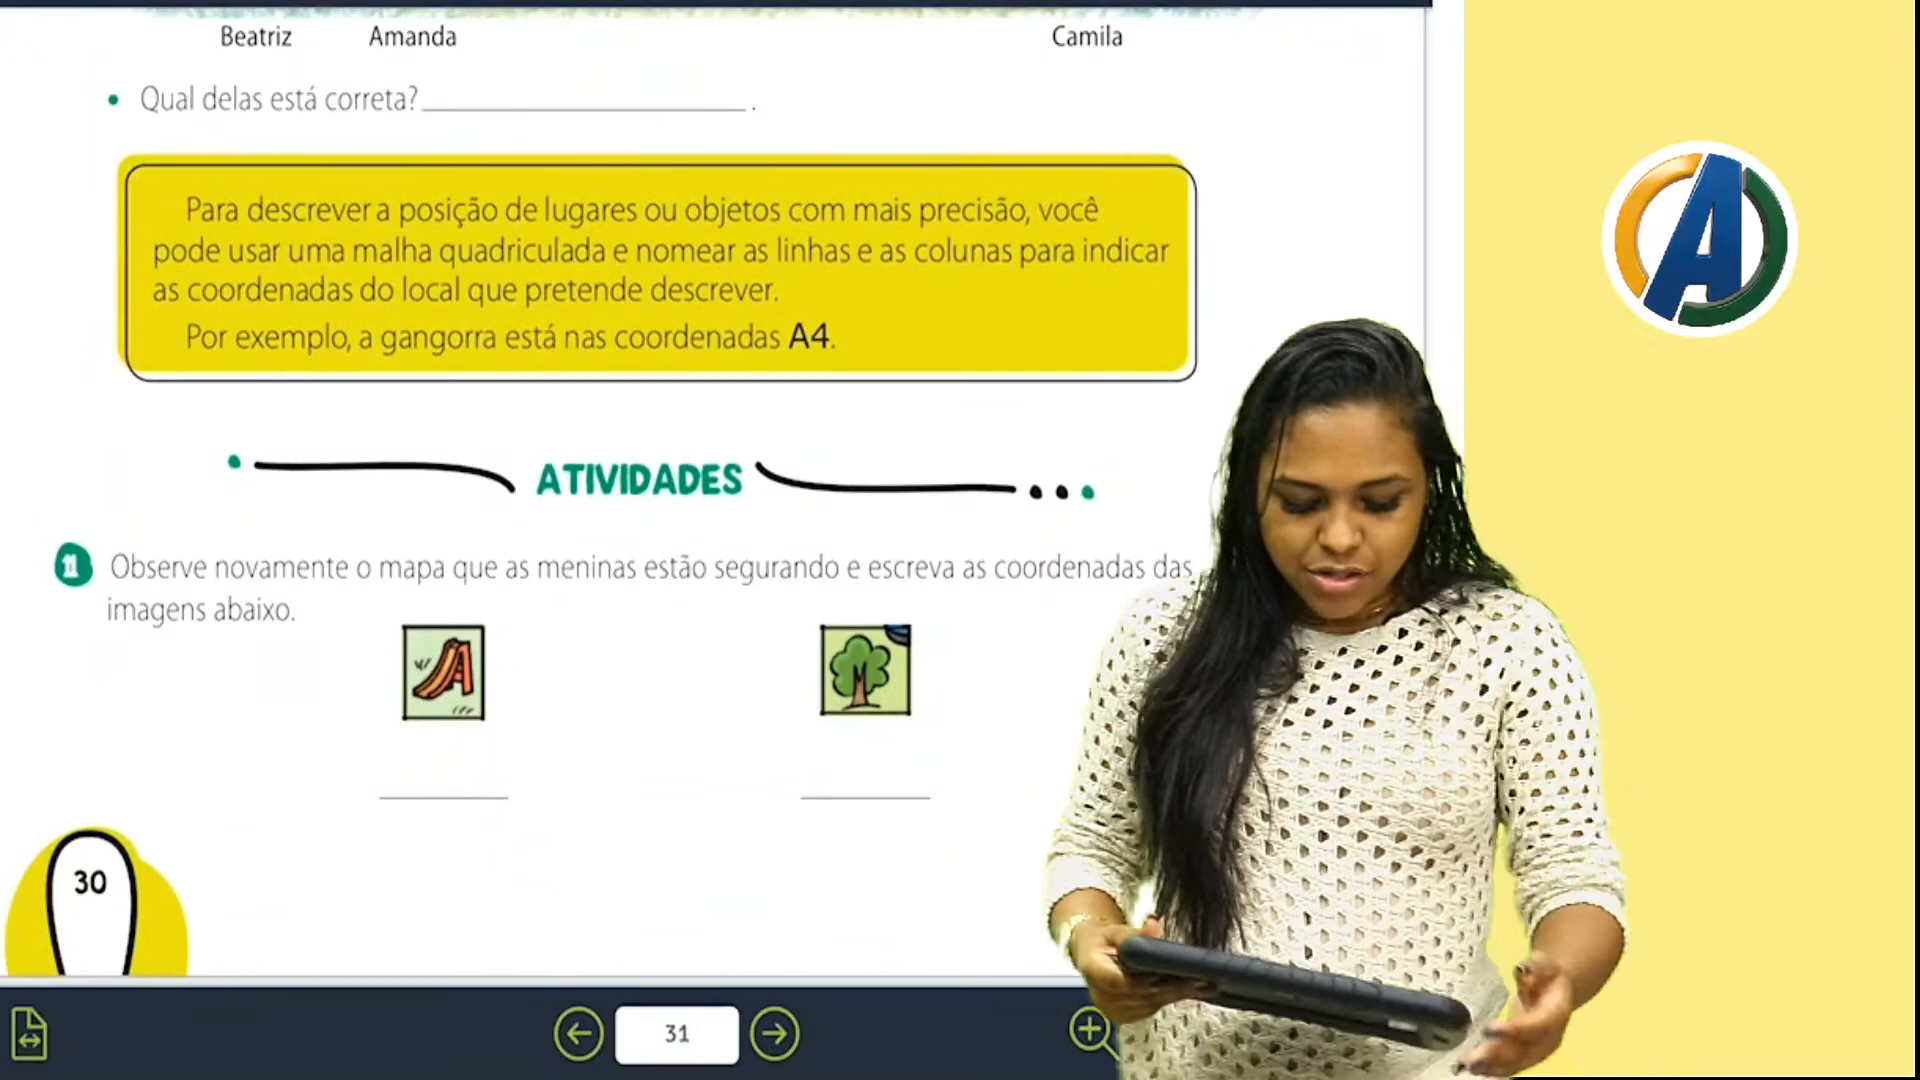 Beatriz Amanda Camila
• Qual delas está correta? ____________________ .
Para descrever a posição de lugares ou objetos com mais precisão, você
pode usar uma malha quadriculada e nomear as linhas e as colunas para indicar
as coordenadas do local que pretende descrever.
Por exemplo, a gangorra está nas coordenadas A4.
ATIVIDADES
1 Observe novamente o mapa que as meninas estão segurando e escreva as coordenadas das
imagens abaixo.
30
31
A